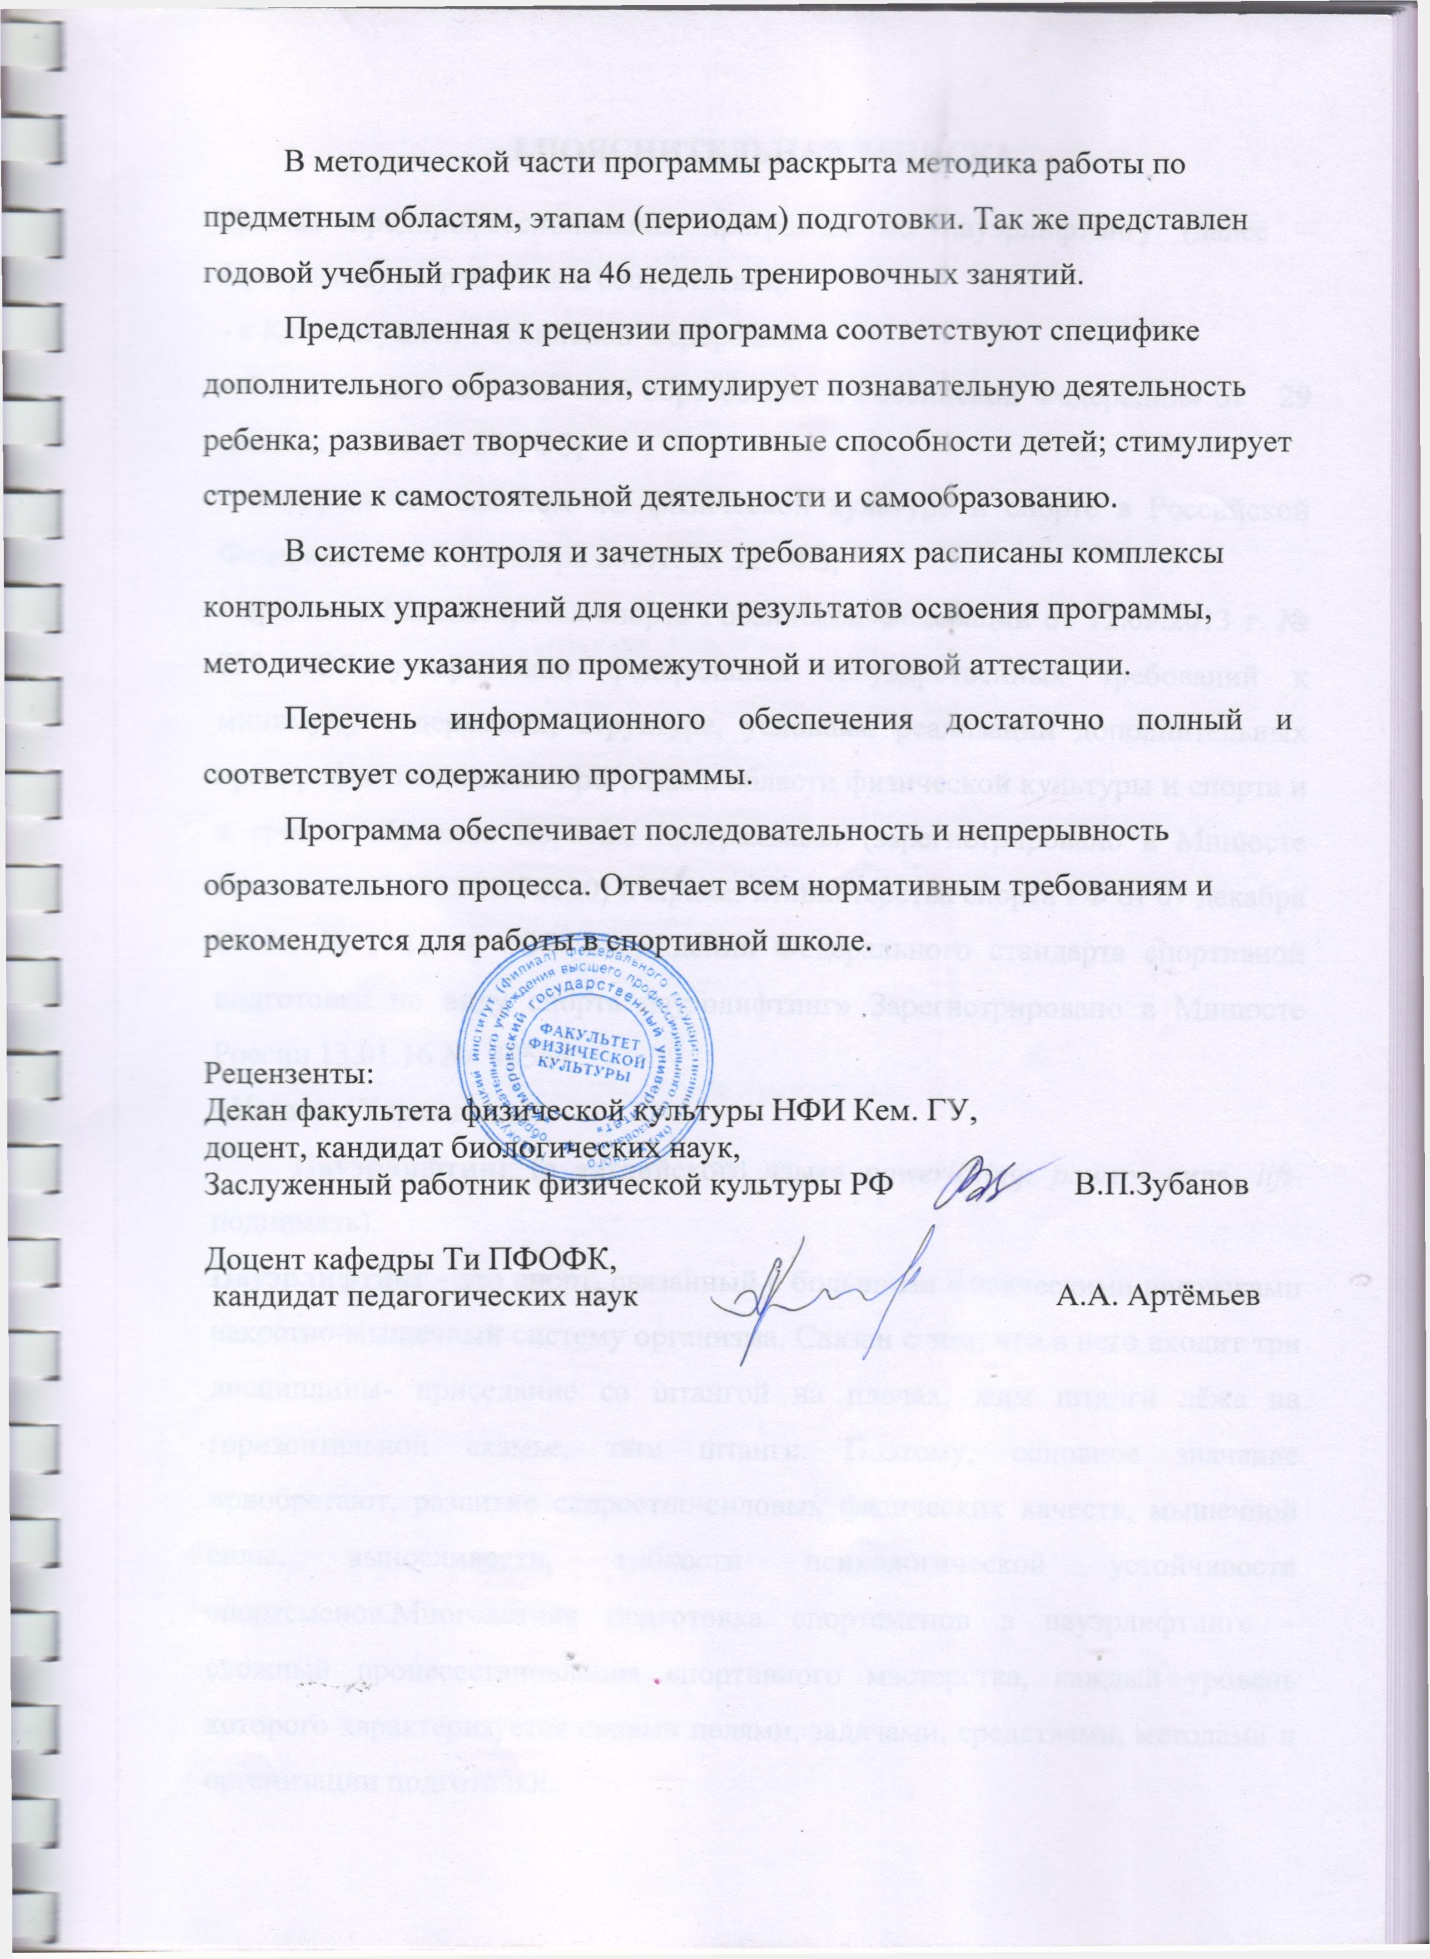 В методической части программы раскрыта методика работы по
предметным областям, этапам (периодам) подготовки. Так же представлен
годовой учебный график на 46 недель тренировочных занятий.
Представленная к рецензии программа соответствуют специфике
дополнительного образования, стимулирует познавательную деятельность
ребенка; развивает творческие и спортивные способности детей; стимулирует
стремление к самостоятельной деятельности и самообразованию.
В системе контроля и зачетных требованиях расписаны комплексы
контрольных упражнений для оценки результатов освоения программы,
методические указания по промежуточной и итоговой аттестации.
Перечень информационного обеспечения достаточно полный и
соответствует содержанию программы.
Программа обеспечивает последовательность и непрерывность
образовательного процесса. Отвечает всем нормативным требованиям и
рекомендуется для работы в спортивной школе.
ФАКУЛЬТЕТ
ФИЗИЧЕСКОЙ
КУЛЬТУРЫ
Рецензенты:
Декан факультета физической культуры НФИ Кем. ГУ,
доцент, кандидат биологических наук,
Заслуженный работник физической культуры РФ В.П.Зубанов
Доцент кафедры Ти ПФОФК,
кандидат педагогических наук А.А. Артёмьев